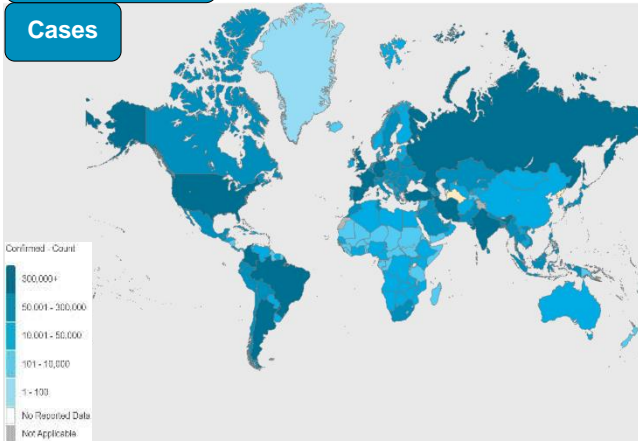 Cases
Confirmed - Count
300,000+
50,001 - 300,000
10,001 - 50,000
101 - 10,000
1 - 100
No Reported Data
Not Applicable